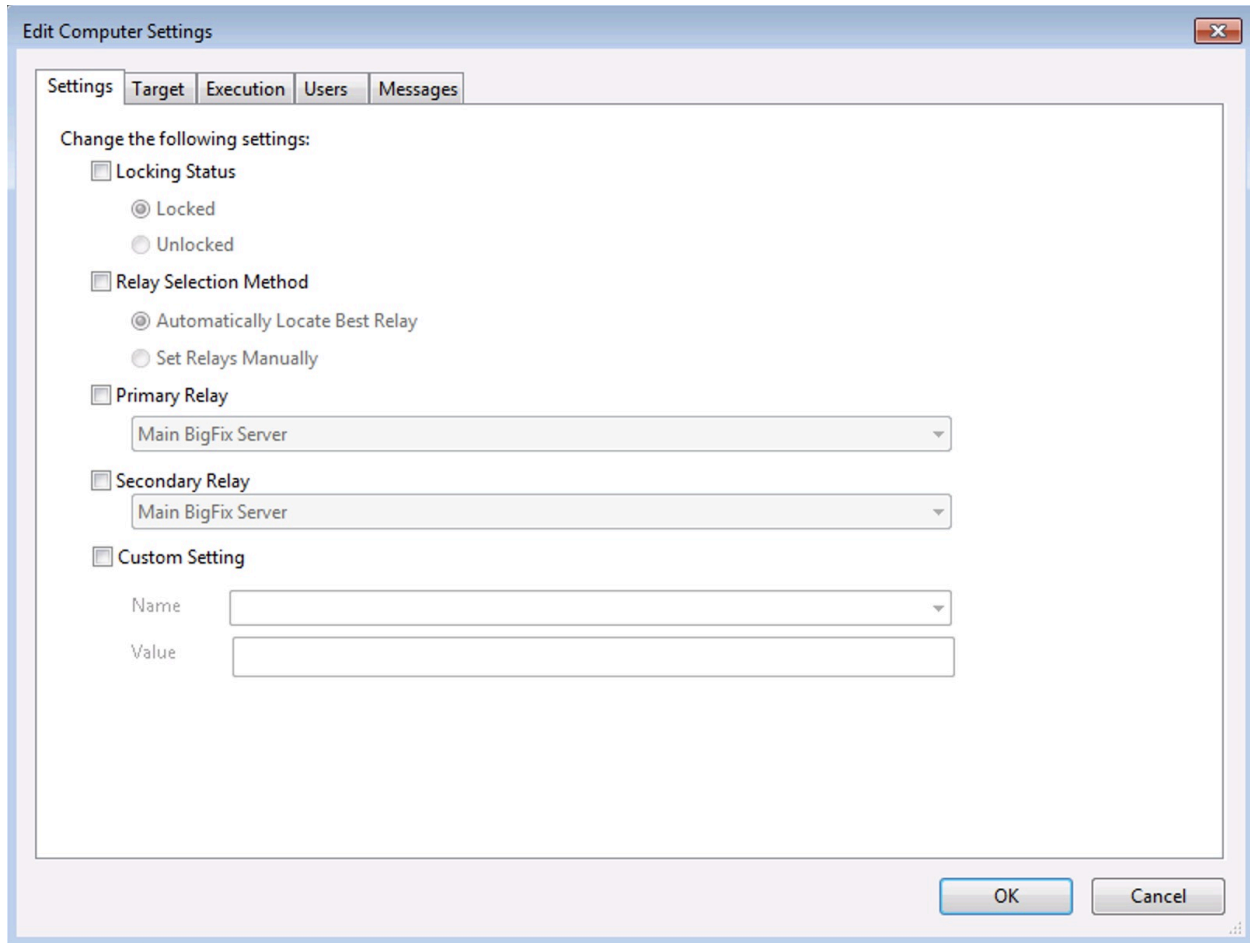 Edit Computer Settings
Settings Target Execution Users Messages
Change the following settings:
Locking Status
Locked
Unlocked
Relay Selection Method
Automatically Locate Best Relay
Set Relays Manually
Primary Relay
Main BigFix Server
Secondary Relay
Main BigFix Server
Custom Setting
Name
Value
OK Cancel